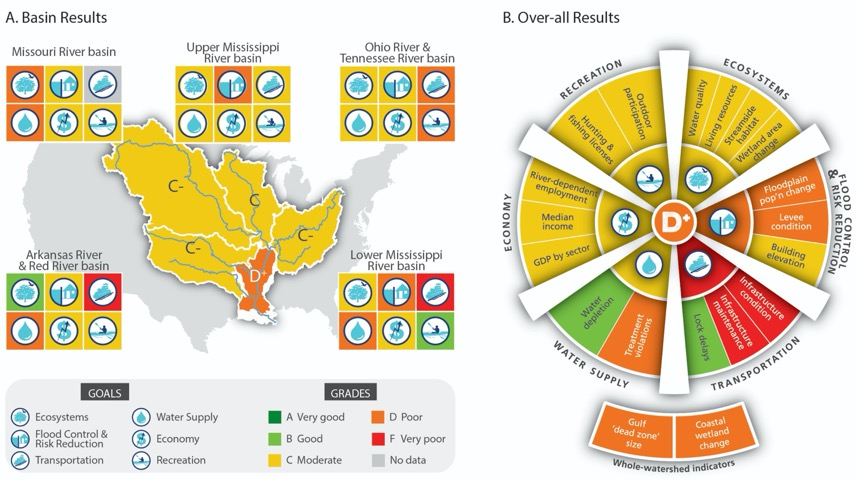 A. Basin Results
B. Over-all Results
Missouri River basin
Upper Mississippi
River basin
Ohio River &
Tennessee River basin
C-
C
C-
C-
D
Arkansas River
& Red River basin
Lower Mississippi
River basin
GOALS
Ecosystems
Flood Control &
Risk Reduction
Transportation
Water Supply
Economy
Recreation
GRADES
A Very good
B Good
C Moderate
D Poor
F Very poor
No data
RECREATION
Hunting &
fishing licenses
Outdoor
participation
ECOSYSTEMS
Water quality
Living resources
Streamside
habitat
Wetland area
change
FLOOD CONTROL
& RISK REDUCTION
Floodplain
pop'n change
Levee
condition
Building
elevation
TRANSPORTATION
Infrastructure
condition
Infrastructure
maintenance
Lock delays
WATER SUPPLY
Treatment
violations
Water
depletion
ECONOMY
River-dependent
employment
Median
income
GDP by sector
D+
Gulf
'dead zone'
size
Coastal
wetland
change
Whole-watershed indicators